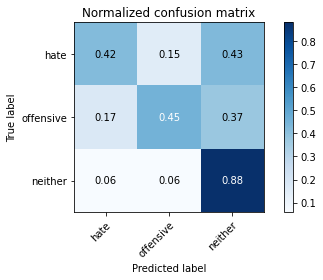 Normalized confusion matrix
True label
hate
0.42 0.15 0.43
offensive
0.17 0.45 0.37
neither
0.06 0.06 0.88
hate
offensive
neither
Predicted label
0.8
0.7
0.6
0.5
0.4
0.3
0.2
0.1